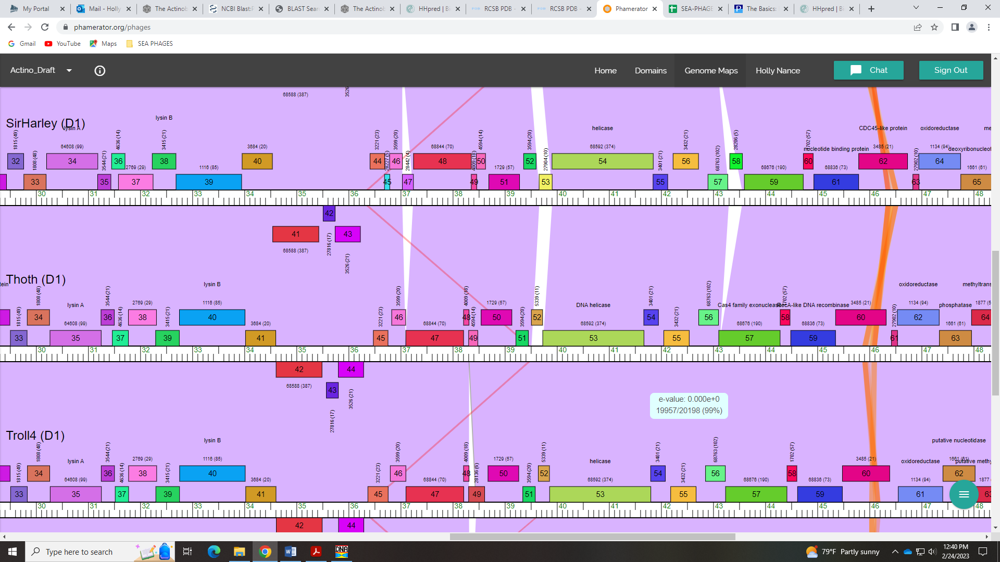 My Portal
Mail - Holly
The Actinob
NCBI Blast:F
BLAST Sear
The Actinob
HHpred | Bi
RCSB PDB -
RCSB PDB -
Phamerator
SEA-PHAGE
The Basics:
HHpred | Bi
phamerator.org/phages
Gmail
YouTube
Maps
SEA PHAGES
Actino_Draft
Home
Domains
Genome Maps
Holly Nance
Chat
Sign Out
68588 (387)
3526
SirHarley (D1)
lysin A
lysin B
helicase
CDC45-like protein
oxidoreductase
me
nucleotide binding protein
deoxyribonucleot
1815 (49)
1808 (48)
64608 (99)
3544 (21)
4636 (14)
2769 (29)
3415 (21)
1116 (85)
3684 (20)
3221 (23)
28227 (5)
3599 (20)
28442 (4)
68844 (70)
4009 (18)
4594 (14)
1729 (57)
3594 (20)
27904 (10)
68592 (374)
3401 (21)
3432 (21)
68763 (102)
28206 (5)
68676 (190)
1702 (57)
68836 (73)
3485 (21)
27902 (10)
1134 (94)
1661 (61)
32 34 36 38 40 44 46 48 50 52 54 56 58 60 62 64
33 35 37 39 45 47 49 51 53 55 57 59 61 63 65
30 31 32 33 34 35 36 37 38 39 40 41 42 43 44 45 46 47 48
42
41 43
68588 (387)
27816 (17)
3526 (21)
Thoth (D1)
tein
lysin A
lysin B
DNA helicase
Cas4 family exonuclease
RecA-like DNA recombinase
oxidoreductase
phosphatase
methyltrans
1815 (49)
1808 (48)
64608 (99)
3544 (21)
4636 (14)
2769 (29)
3415 (21)
1116 (85)
3684 (20)
3221 (23)
3599 (20)
68844 (70)
4009 (18)
4594 (14)
1729 (57)
3594 (20)
5339 (11)
68592 (374)
3401 (21)
3432 (21)
68763 (102)
68676 (190)
1702 (57)
68836 (73)
3485 (21)
27902 (10)
1134 (94)
1661 (61)
1877 (5
34 36 38 40 46 48 50 52 54 56 58 60 62 64
33 35 37 39 41 45 47 49 51 53 55 57 59 61 63
30 31 32 33 34 35 36 37 38 39 40 41 42 43 44 45 46 47 48
42 44
43
68588 (387)
27816 (17)
3526 (21)
e-value: 0.000e+0
19957/20198 (99%)
Troll4 (D1)
lysin A
lysin B
helicase
oxidoreductase
putative nucleotidase
putative methy
1815 (49)
1808 (48)
64608 (99)
3544 (21)
4636 (14)
2769 (29)
3415 (21)
1116 (85)
3684 (20)
3221 (23)
3599 (20)
68844 (70)
4009 (18)
28136 (6)
1729 (57)
3594 (20)
5339 (11)
68592 (374)
3401 (21)
3432 (21)
68763 (102)
68676 (190)
1702 (57)
68836 (73)
3485 (21)
1134 (94)
1661 (61)
1877
34 36 38 40 46 48 50 52 54 56 58 60 62
33 35 37 39 41 45 47 49 51 53 55 57 59 61 63
30 31 32 33 34 35 36 37 38 39 40 41 42 43 44 45 46 47 48
42 44
Type here to search
DNA
79°F Partly sunny
12:40 PM
2/24/2023